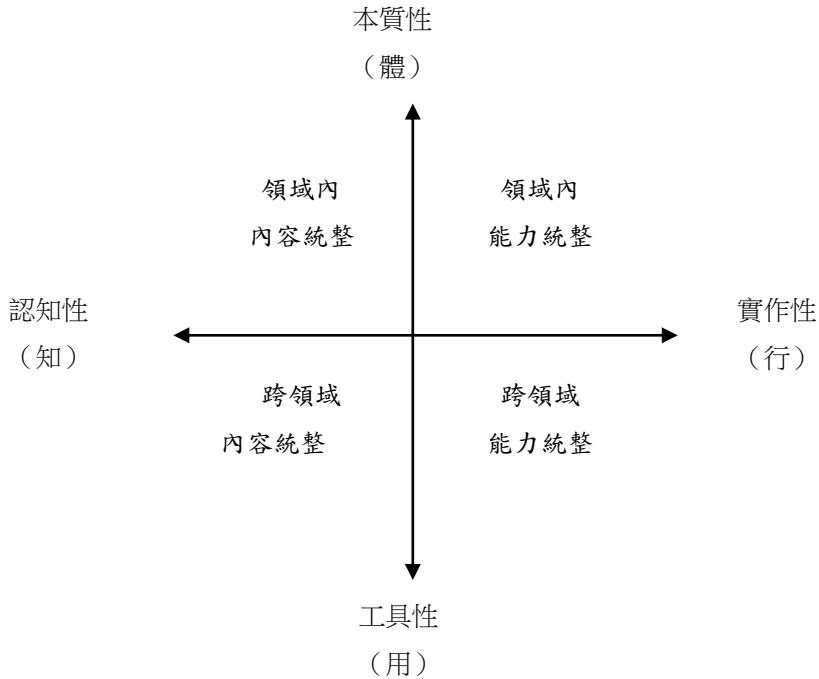 本質性
（體）
領域內
內容統整
領域內
能力統整
認知性
（知）
實作性
（行）
跨領域
內容統整
跨領域
能力統整
工具性
（用）